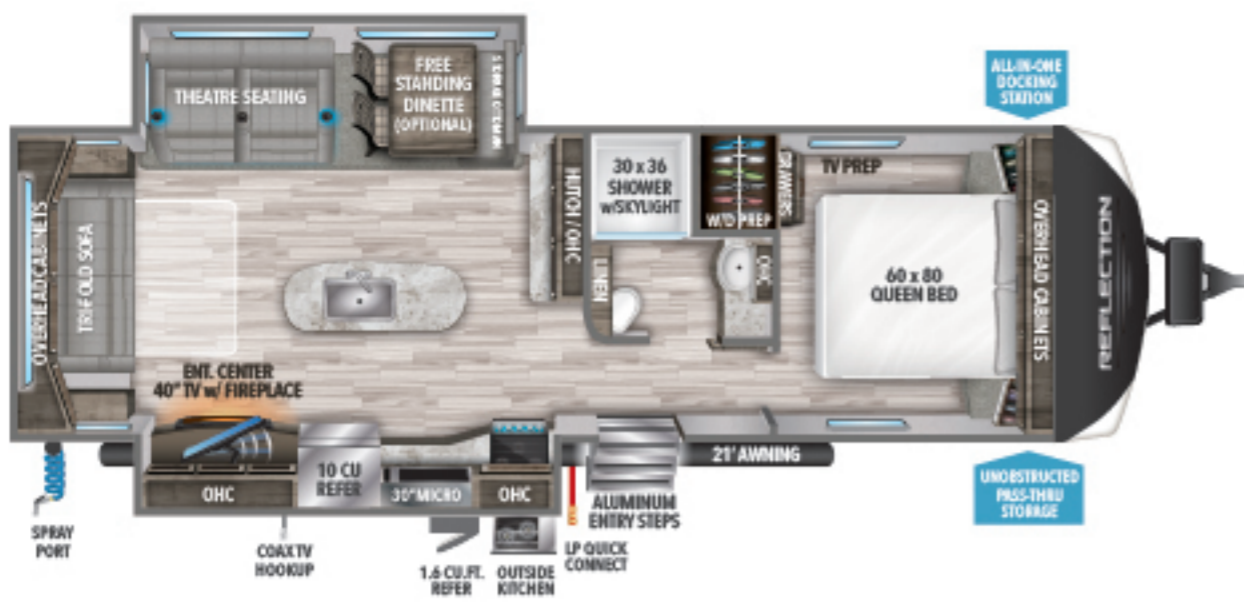 THEATRE SEATING
FREE
STANDING
DINETTE
(OPTIONAL)
ALL-IN-ONE
DOCKING
STATION
OVERHEAD CABINETS
TRI-FOLD SOFA
HUTCH / OHC
30 x 36
SHOWER
w/SKYLIGHT
W/D PREP
DRAWERS
TV PREP
LINEN
OHC
60 x 80
QUEEN BED
OVERHEAD CABINETS
REFLECTION
ENT. CENTER
40" TV w/ FIREPLACE
10 CU
REFER
OHC
30" MICRO
OHC
21' AWNING
ALUMINUM
ENTRY STEPS
UNOBSTRUCTED
PASS-THRU
STORAGE
SPRAY
PORT
COAX TV
HOOKUP
1.6 CU.FT.
REFER
OUTSIDE
KITCHEN
LP QUICK
CONNECT